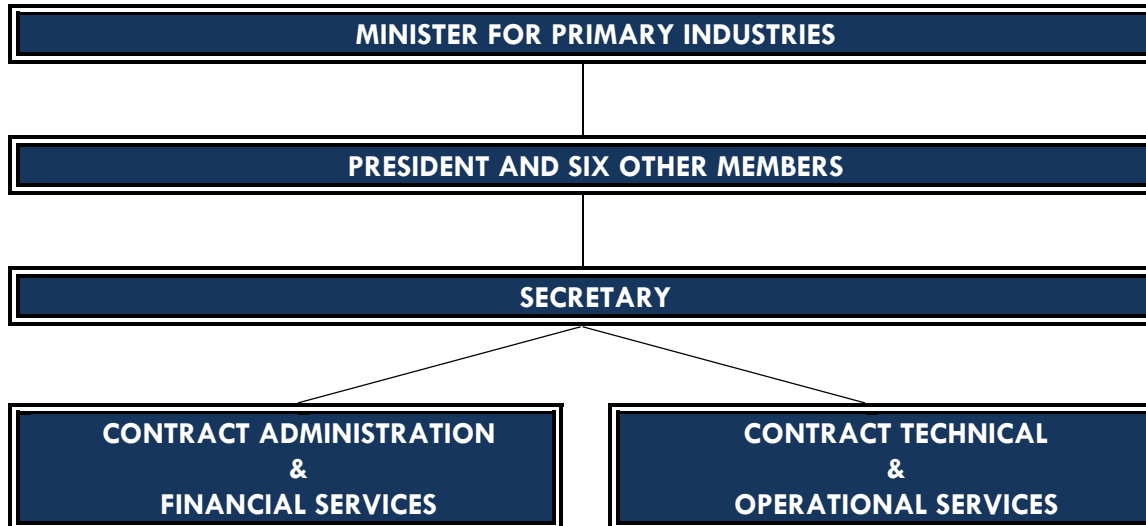 MINISTER FOR PRIMARY INDUSTRIES
PRESIDENT AND SIX OTHER MEMBERS
SECRETARY
CONTRACT ADMINISTRATION
&
FINANCIAL SERVICES
CONTRACT TECHNICAL
&
OPERATIONAL SERVICES